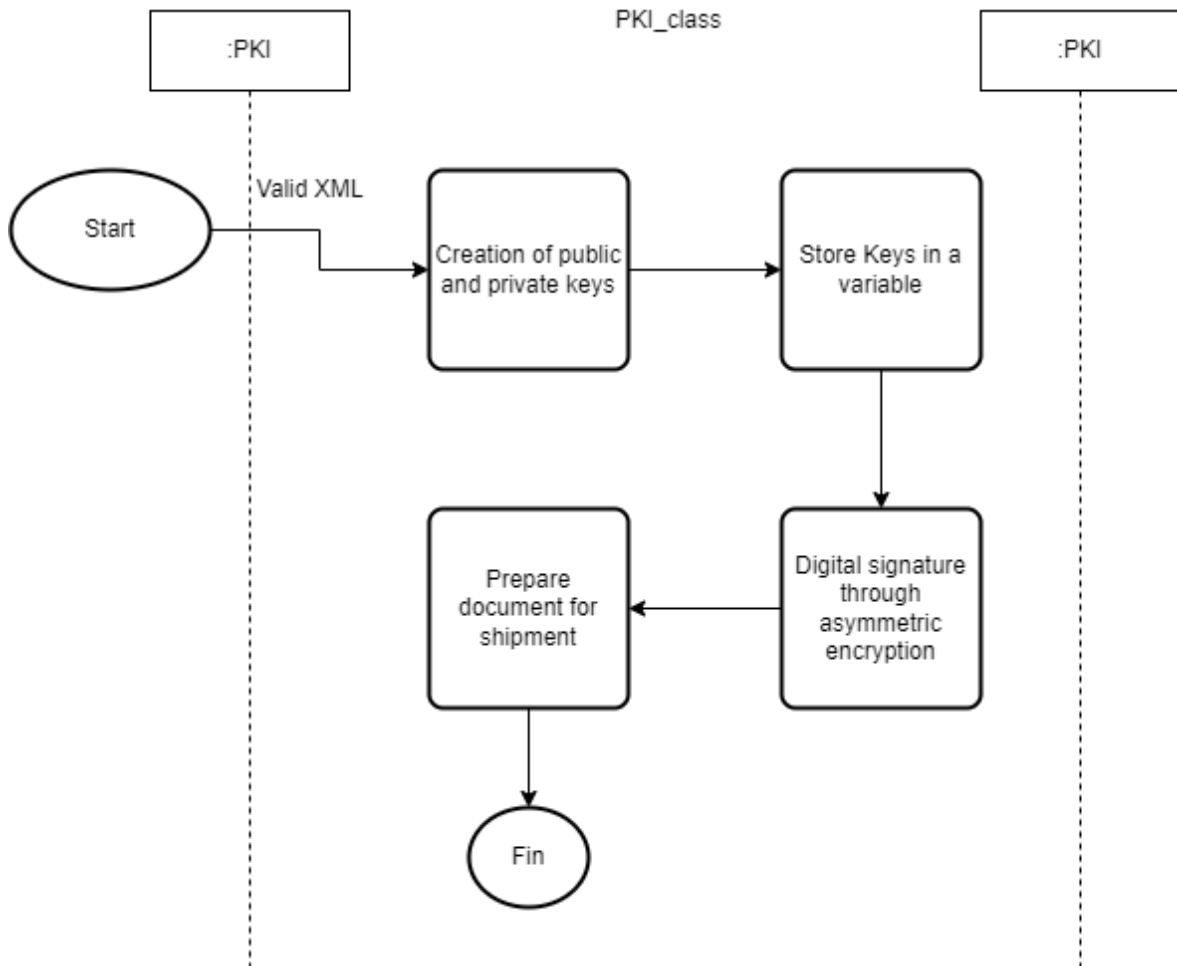 PKI_class
:PKI
:PKI
Start
Valid XML
Creation of public
and private keys
Store Keys in a
variable
Digital signature
through
asymmetric
encryption
Prepare
document for
shipment
Fin